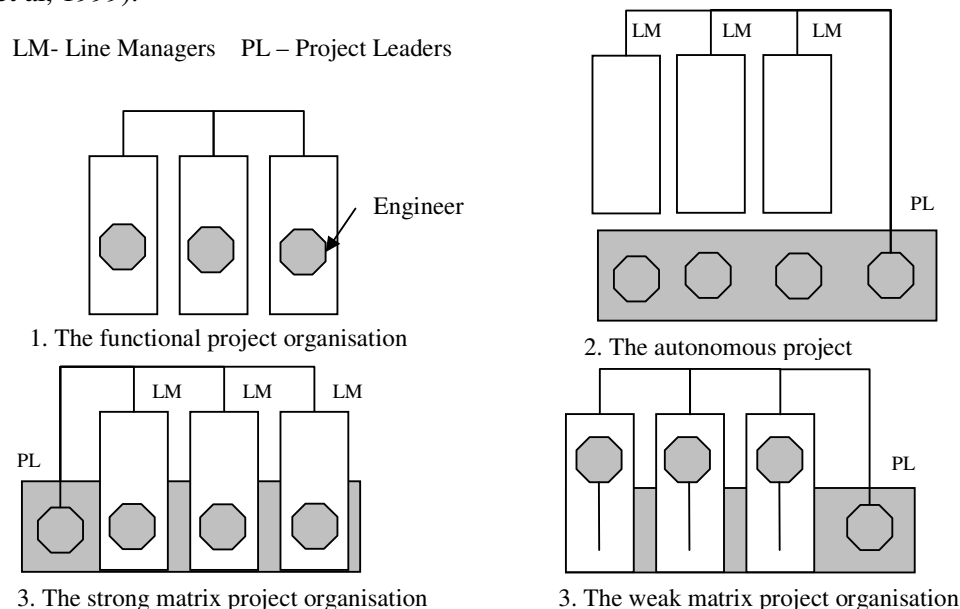 et al, 1999).
LM- Line Managers PL – Project Leaders
LM LM LM
Engineer
PL
1. The functional project organisation
2. The autonomous project
LM LM LM
PL
PL
3. The strong matrix project organisation
3. The weak matrix project organisation